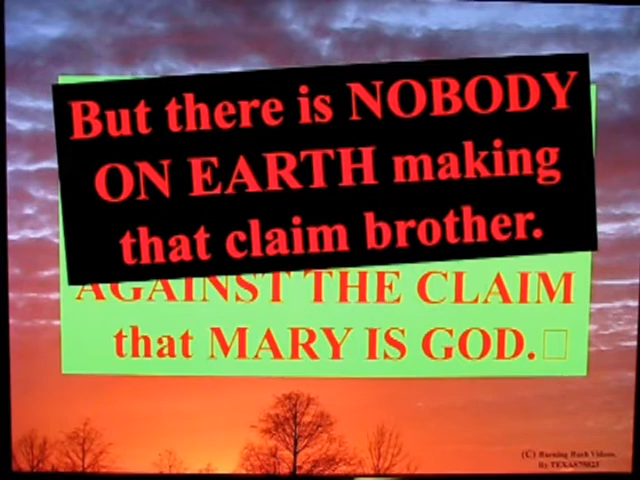 But there is NOBODY
ON EARTH making
that claim brother.
AGAINST THE CLAIM
that MARY IS GOD.
(C) Burning Bush Videos.
By TEXAS75023